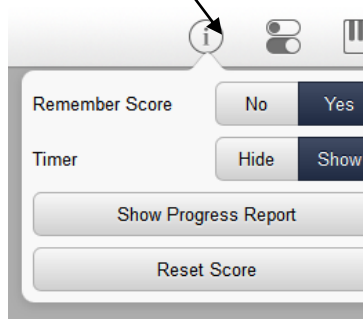 Remember Score No Yes
Timer Hide Show
Show Progress Report
Reset Score